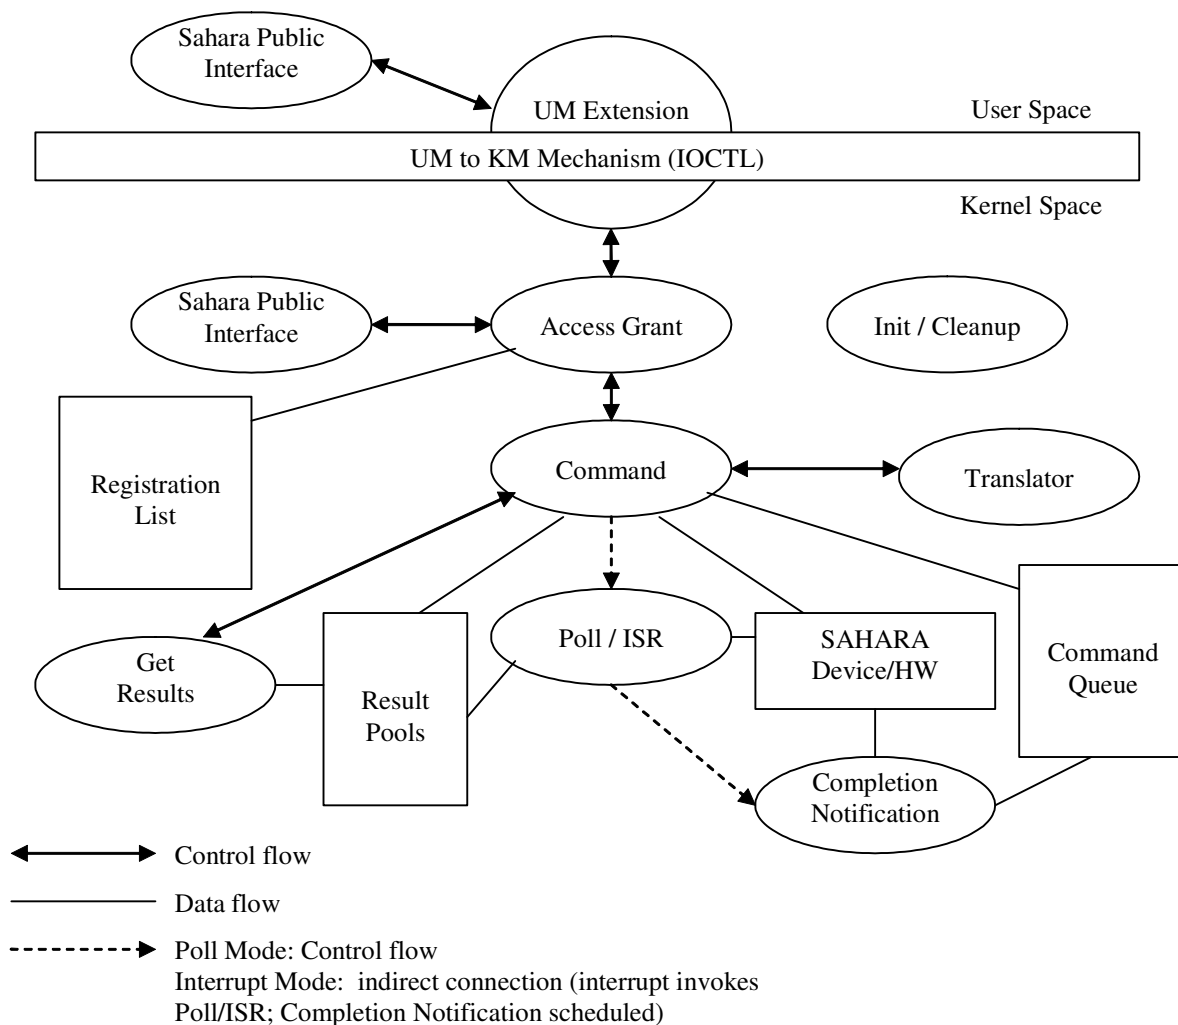 Sahara Public
Interface
UM Extension
User Space
UM to KM Mechanism (IOCTL)
Kernel Space
Sahara Public
Interface
Access Grant
Init / Cleanup
Registration
List
Command
Translator
Get
Results
Result
Pools
Poll / ISR
SAHARA
Device/HW
Command
Queue
Completion
Notification
Control flow
Data flow
Poll Mode: Control flow
Interrupt Mode:  indirect connection (interrupt invokes
Poll/ISR; Completion Notification scheduled)